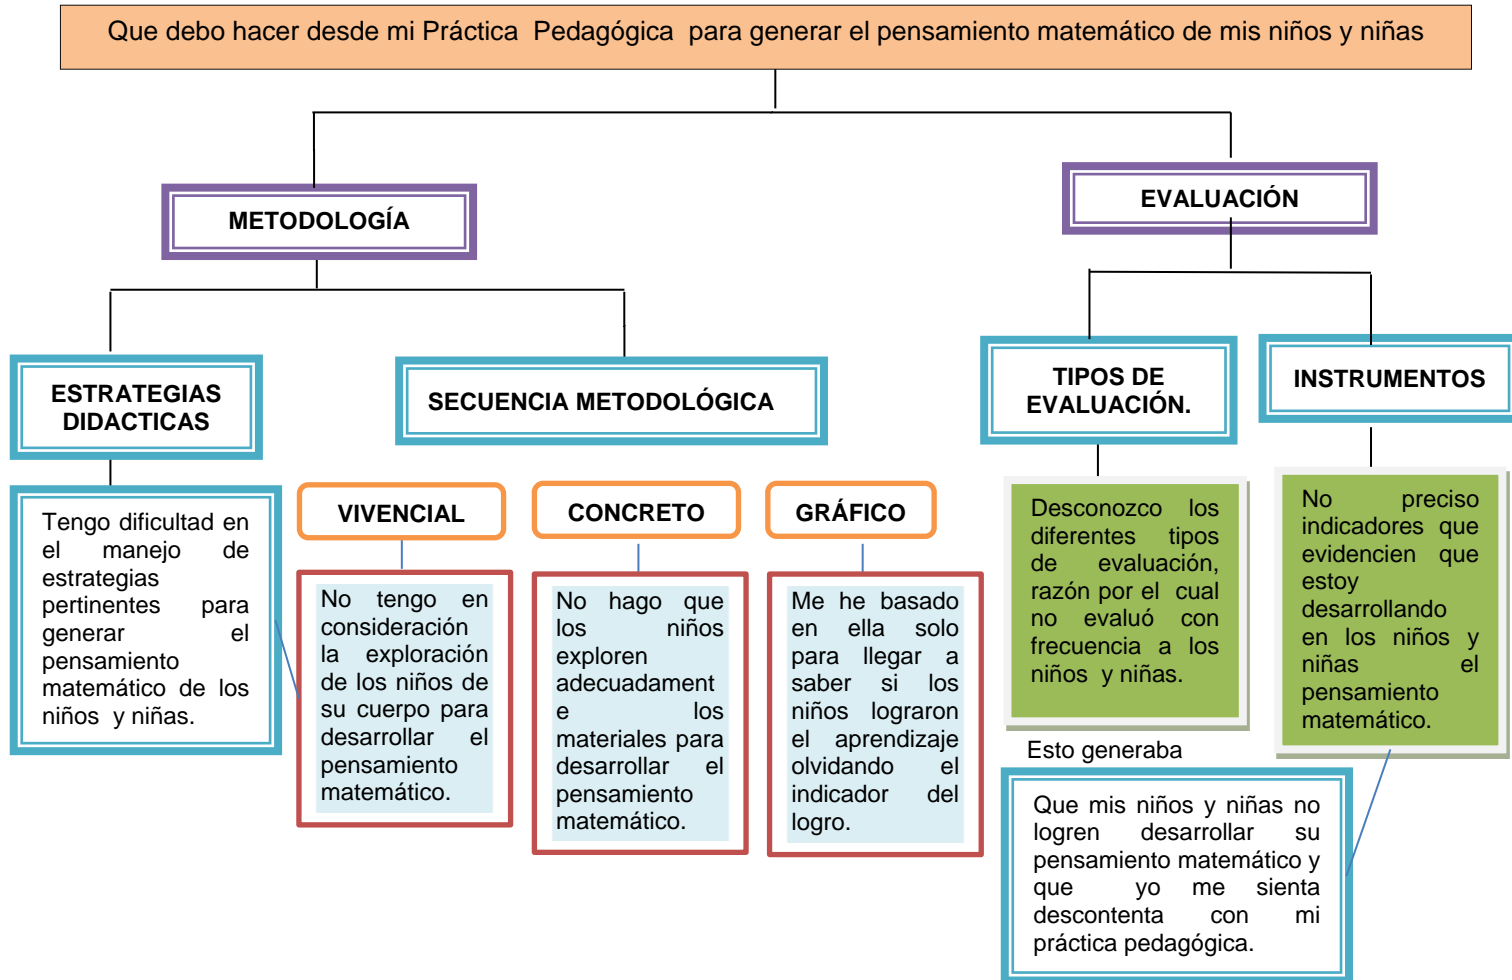 Que debo hacer desde mi Práctica Pedagógica para generar el pensamiento matemático de mis niños y niñas
METODOLOGÍA
EVALUACIÓN
ESTRATEGIAS
DIDACTICAS
SECUENCIA METODOLÓGICA
TIPOS DE
EVALUACIÓN.
INSTRUMENTOS
Tengo dificultad en
el manejo de
estrategias
pertinentes para
generar el
pensamiento
matemático de los
niños y niñas.
VIVENCIAL
No tengo en
consideración
la exploración
de los niños de
su cuerpo para
desarrollar el
pensamiento
matemático.
CONCRETO
No hago que
los niños
exploren
adecuadament
e los
materiales para
desarrollar el
pensamiento
matemático.
GRÁFICO
Me he basado
en ella solo
para llegar a
saber si los
niños lograron
el aprendizaje
olvidando el
indicador del
logro.
Desconozco los
diferentes tipos
de evaluación,
razón por el cual
no evaluó con
frecuencia a los
niños y niñas.
No preciso
indicadores que
evidencien que
estoy
desarrollando
en los niños y
niñas el
pensamiento
matemático.
Esto generaba
Que mis niños y niñas no
logren desarrollar su
pensamiento matemático y
que yo me sienta
descontenta con mi
práctica pedagógica.